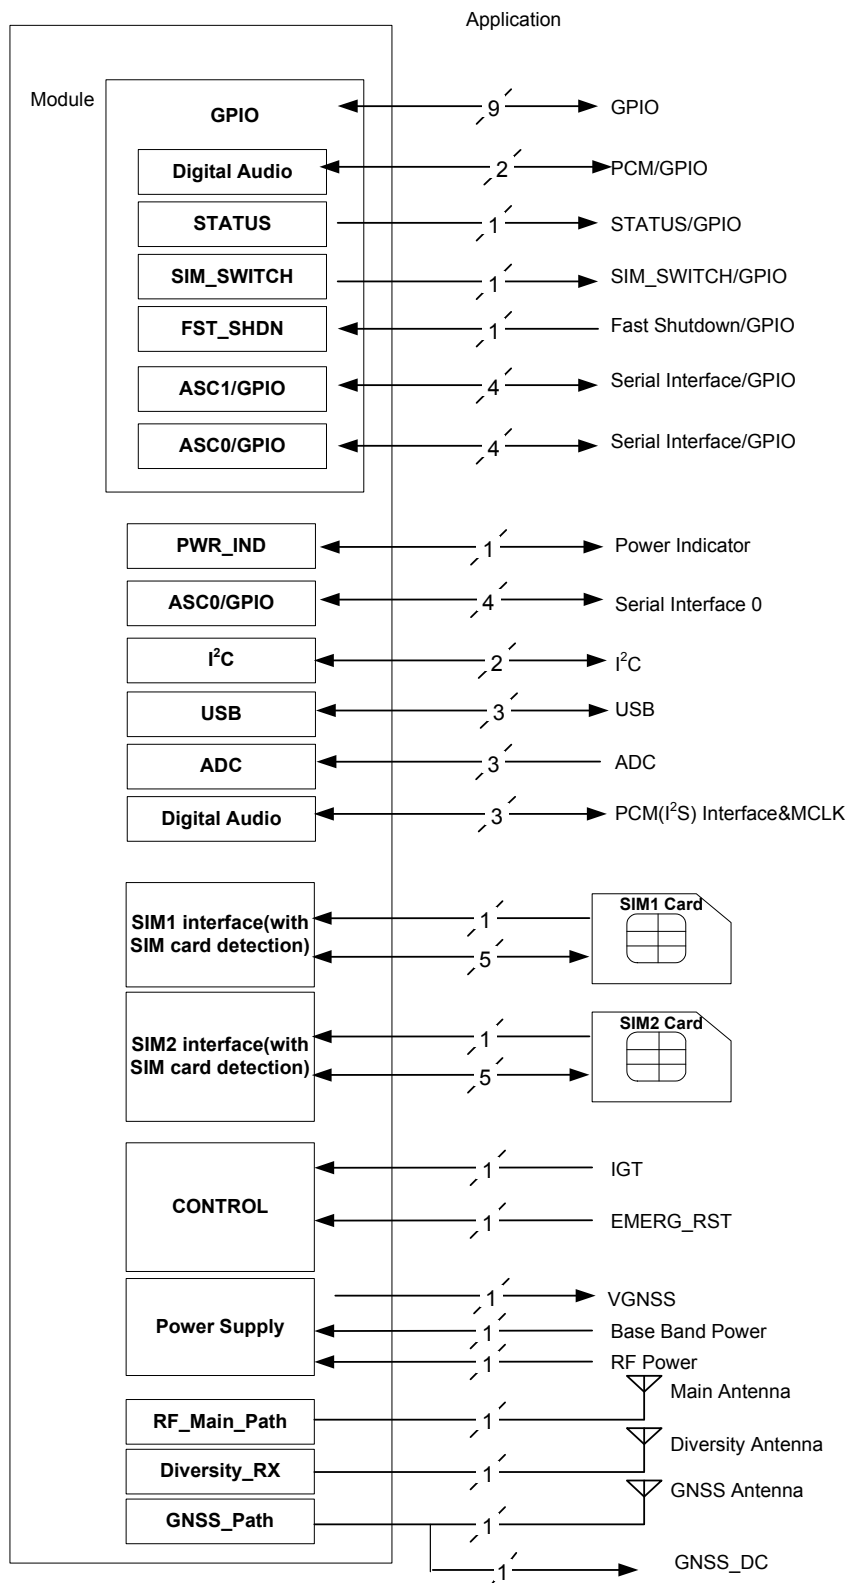 Application
Module
GPIO 9 GPIO
Digital Audio 2 PCM/GPIO
STATUS 1 STATUS/GPIO
SIM_SWITCH 1 SIM_SWITCH/GPIO
FST_SHDN 1 Fast Shutdown/GPIO
ASC1/GPIO 4 Serial Interface/GPIO
ASC0/GPIO 4 Serial Interface/GPIO
PWR_IND 1 Power Indicator
ASC0/GPIO 4 Serial Interface 0
I²C 2 I²C
USB 3 USB
ADC 3 ADC
Digital Audio 3 PCM(I²S) Interface&MCLK
SIM1 interface(with
SIM card detection)
1
5
SIM1 Card
SIM2 interface(with
SIM card detection)
1
5
SIM2 Card
CONTROL
1 IGT
1 EMERG_RST
Power Supply
1 VGNSS
1 Base Band Power
1 RF Power
RF_Main_Path 1 Main Antenna
Diversity_RX 1 Diversity Antenna
GNSS_Path 1 GNSS Antenna
1 GNSS_DC